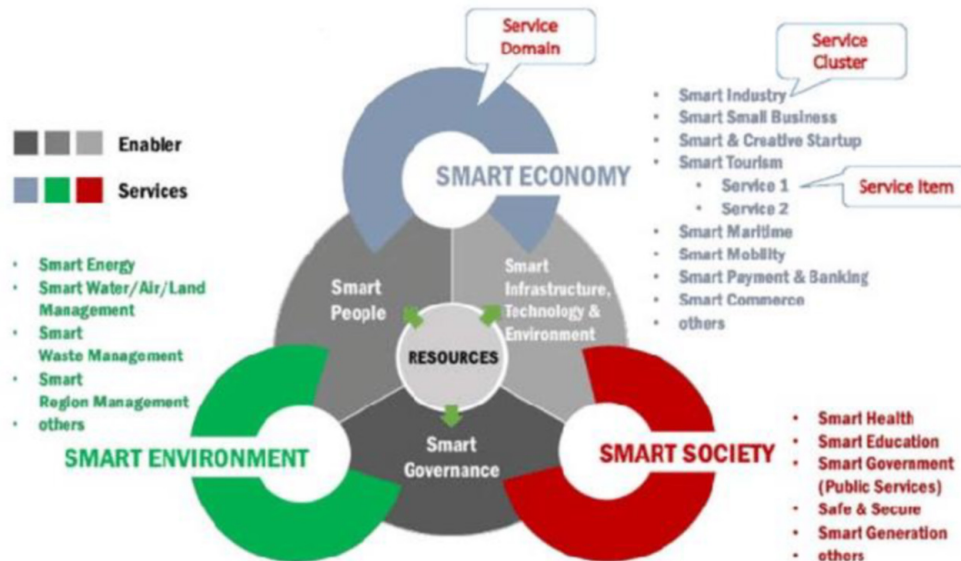 Service
Domain
Service
Cluster
• Smart Industry
• Smart Small Business
• Smart & Creative Startup
• Smart Tourism
• Service 1
• Service 2
• Smart Maritime
• Smart Mobility
• Smart Payment & Banking
• Smart Commerce
• others
Service Item
Enabler
Services
SMART ECONOMY
• Smart Energy
• Smart Water/Air/Land
Management
• Smart
Waste Management
• Smart
Region Management
• others
Smart
People
Smart
Infrastructure,
Technology &
Environment
RESOURCES
Smart
Governance
SMART ENVIRONMENT
SMART SOCIETY
• Smart Health
• Smart Education
• Smart Government
(Public Services)
• Safe & Secure
• Smart Generation
• others